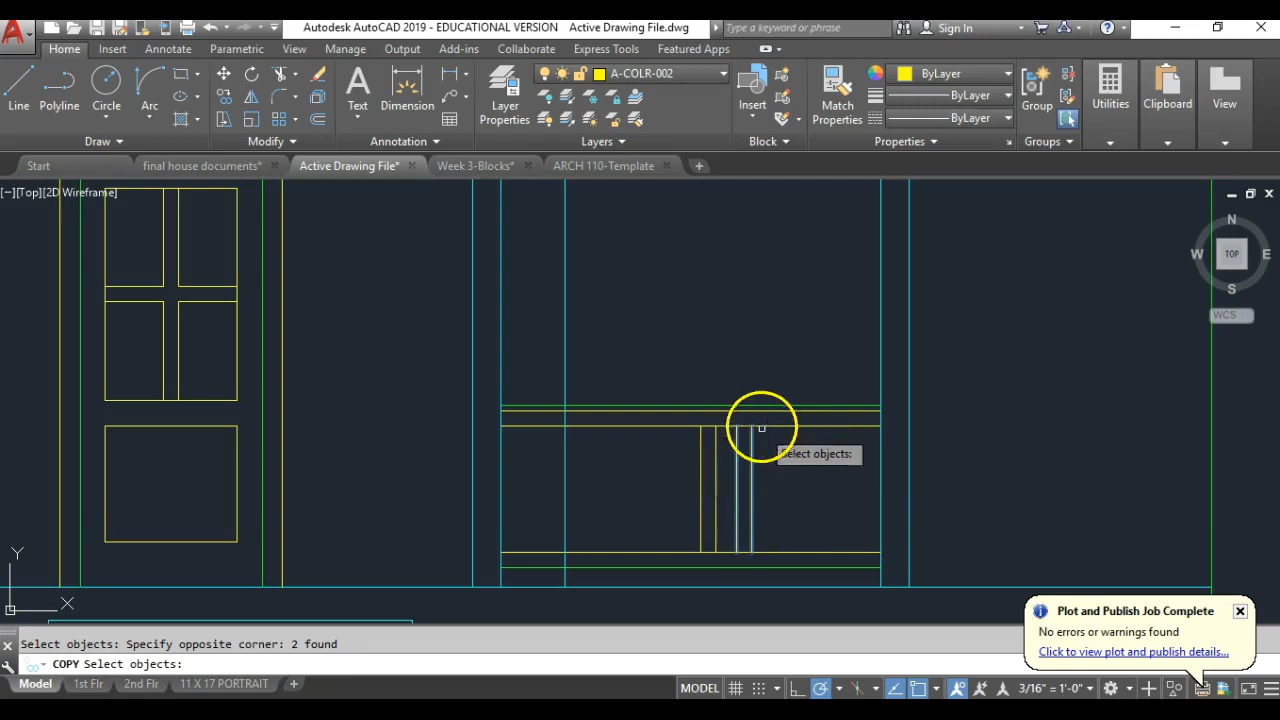 Autodesk AutoCAD 2019 - EDUCATIONAL VERSION Active Drawing File.dwg
Type a keyword or phrase
Sign In
Home Insert Annotate Parametric View Manage Output Add-ins Collaborate Express Tools Featured Apps
A-COLR-002
ByLayer
Line Polyline Circle Arc
Text Dimension
Layer Properties
Insert
Match Properties
ByLayer
Group
Utilities
Clipboard
View
ByLayer
Draw Modify Annotation Layers Block Properties Groups
Start final house documents* Active Drawing File* Week 3-Blocks* ARCH 110-Template
[−][Top][2D Wireframe]
N
W TOP E
S
WCS
Select objects:
Y
X
Plot and Publish Job Complete
No errors or warnings found
Click to view plot and publish details...
Select objects: Specify opposite corner: 2 found
COPY Select objects:
Model 1st Flr 2nd Flr 11 X 17 PORTRAIT
MODEL
3/16" = 1'-0"